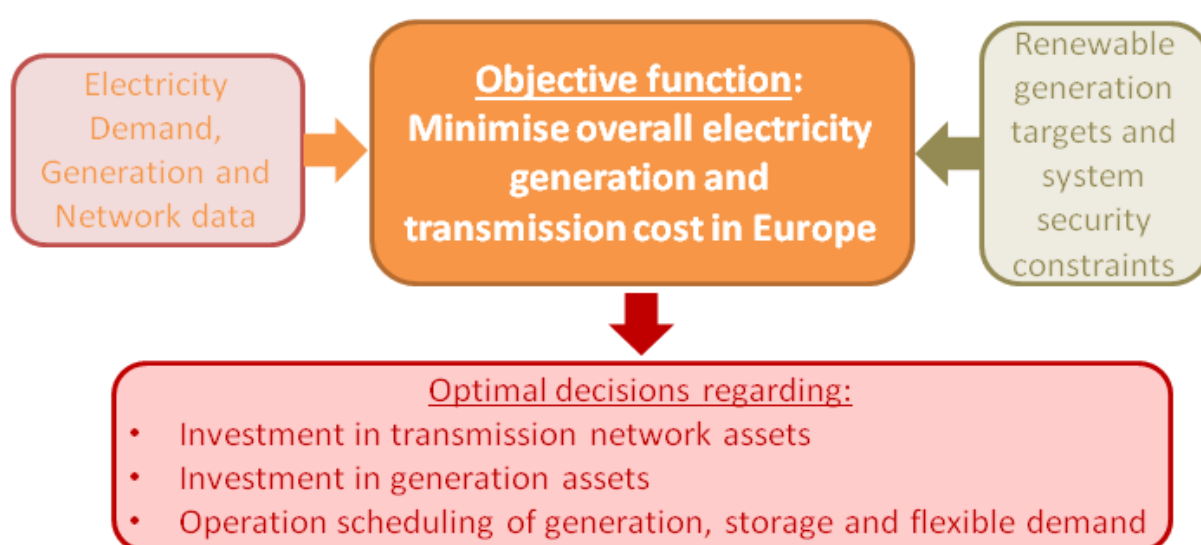 Electricity
Demand,
Generation and
Network data
Objective function:
Minimise overall electricity
generation and
transmission cost in Europe
Renewable
generation
targets and
system
security
constraints
Optimal decisions regarding:
• Investment in transmission network assets
• Investment in generation assets
• Operation scheduling of generation, storage and flexible demand